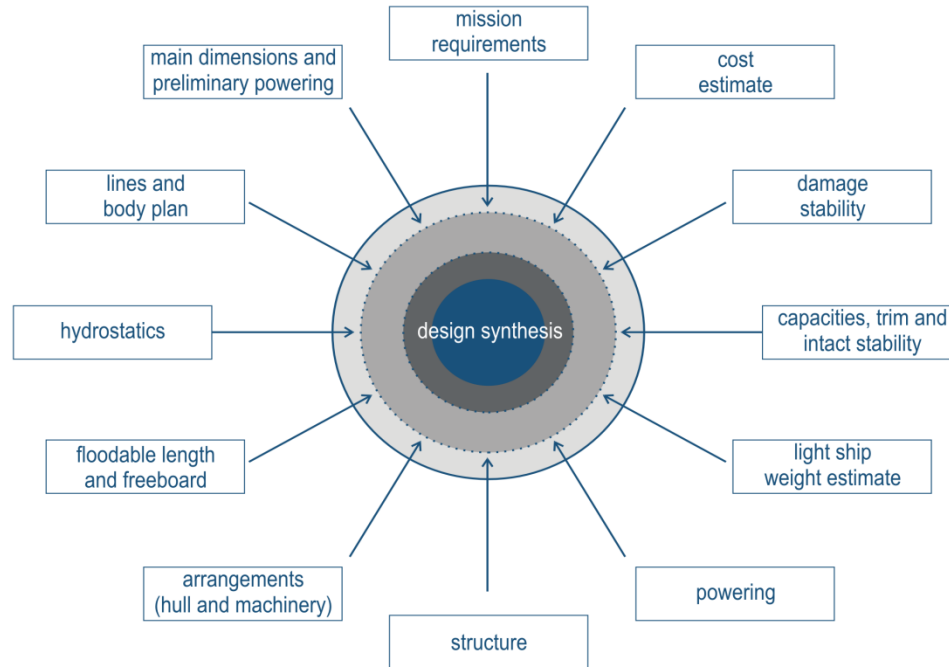 mission
requirements
main dimensions and
preliminary powering
cost
estimate
lines and
body plan
damage
stability
hydrostatics
design synthesis
capacities, trim and
intact stability
floodable length
and freeboard
light ship
weight estimate
arrangements
(hull and machinery)
powering
structure